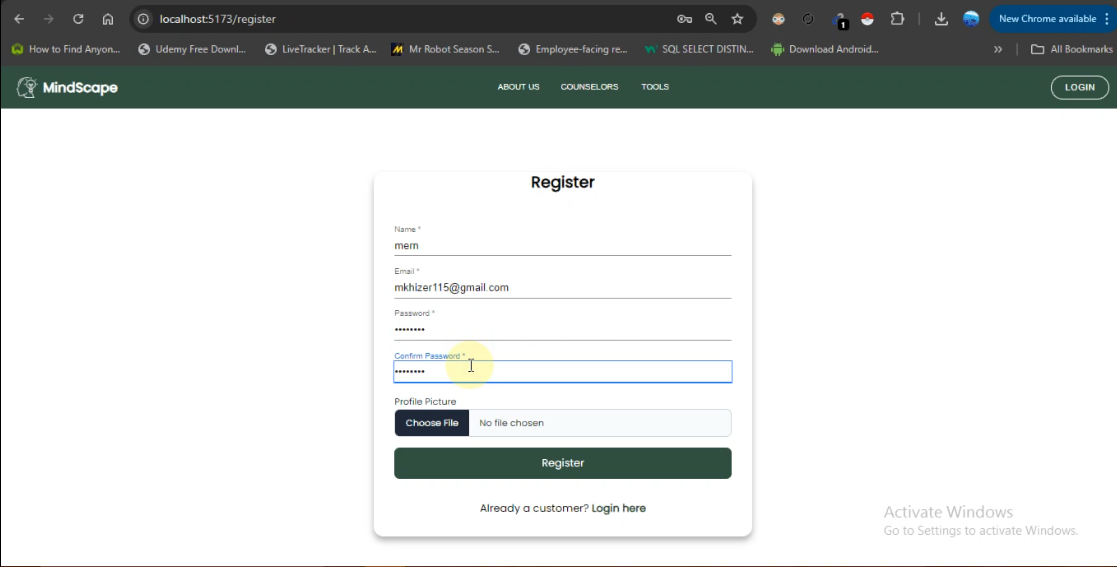 localhost:5173/register
1
New Chrome available
How to Find Anyon...
Udemy Free Downl...
LiveTracker | Track A...
Mr Robot Season S...
Employee-facing re...
SQL SELECT DISTIN...
Download Android...
»
All Bookmarks
MindScape
ABOUT US
COUNSELORS
TOOLS
LOGIN
Register
Name *
mern
Email *
mkhizer115@gmail.com
Password *
••••••••
Confirm Password *
••••••••
Profile Picture
Choose File
No file chosen
Register
Already a customer? Login here
Activate Windows
Go to Settings to activate Windows.